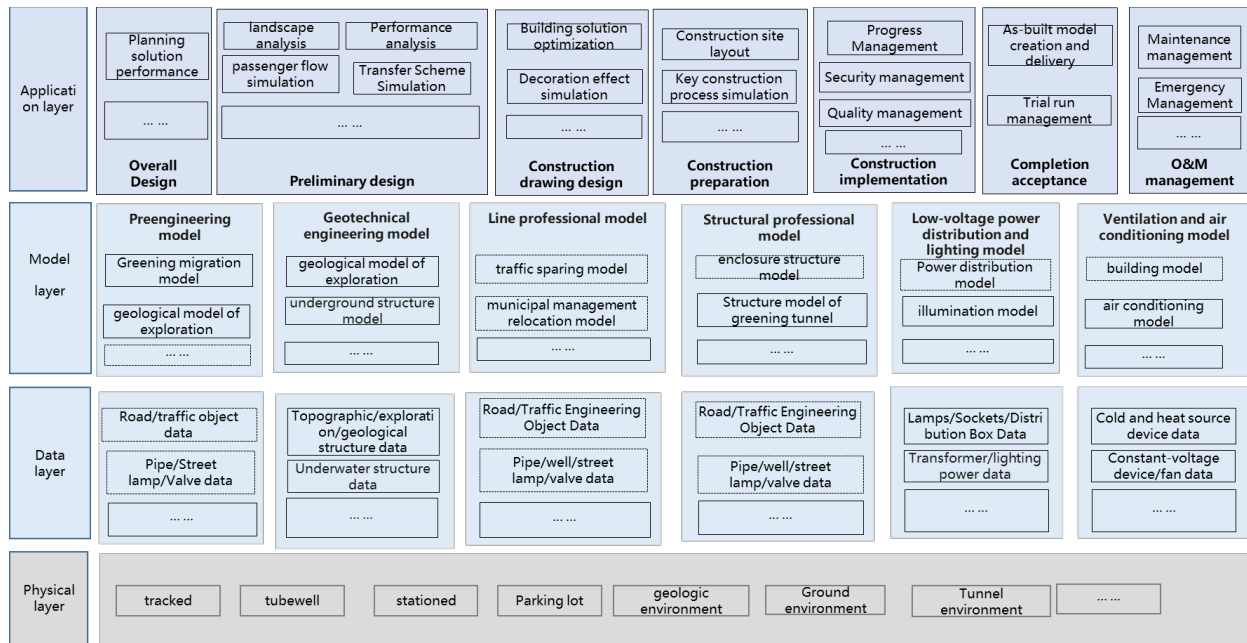 Applicati
on layer
Planning
solution
performance
... ...
Overall
Design
landscape
analysis
Performance
analysis
passenger flow
simulation
Transfer Scheme
Simulation
... ...
Preliminary design
Building solution
optimization
Decoration effect
simulation
... ...
Construction
drawing design
Construction site
layout
Key construction
process simulation
... ...
Construction
preparation
Progress
Management
Security management
Quality management
... ...
Construction
implementation
As-built model
creation and
delivery
Trial run
management
Completion
acceptance
Maintenance
management
Emergency
Management
... ...
O&M
management
Model
layer
Preengineering
model
Greening migration
model
geological model of
exploration
... ...
Geotechnical
engineering model
geological model of
exploration
underground structure
model
... ...
Line professional model
traffic sparing model
municipal management
relocation model
... ...
Structural professional
model
enclosure structure
model
Structure model of
greening tunnel
... ...
Low-voltage power
distribution and
lighting model
Power distribution
model
illumination model
... ...
Ventilation and air
conditioning model
building model
air conditioning
model
... ...
Data
layer
Road/traffic object
data
Pipe/Street
lamp/Valve data
... ...
Topographic/explorati
on/geological
structure data
Underwater structure
data
... ...
Road/Traffic Engineering
Object Data
Pipe/well/street
lamp/valve data
... ...
Road/Traffic Engineering
Object Data
Pipe/well/street
lamp/valve data
... ...
Lamps/Sockets/Distri
bution Box Data
Transformer/lighting
power data
... ...
Cold and heat source
device data
Constant-voltage
device/fan data
... ...
Physical
layer
tracked
tubewell
stationed
Parking lot
geologic
environment
Ground
environment
Tunnel
environment
... ...